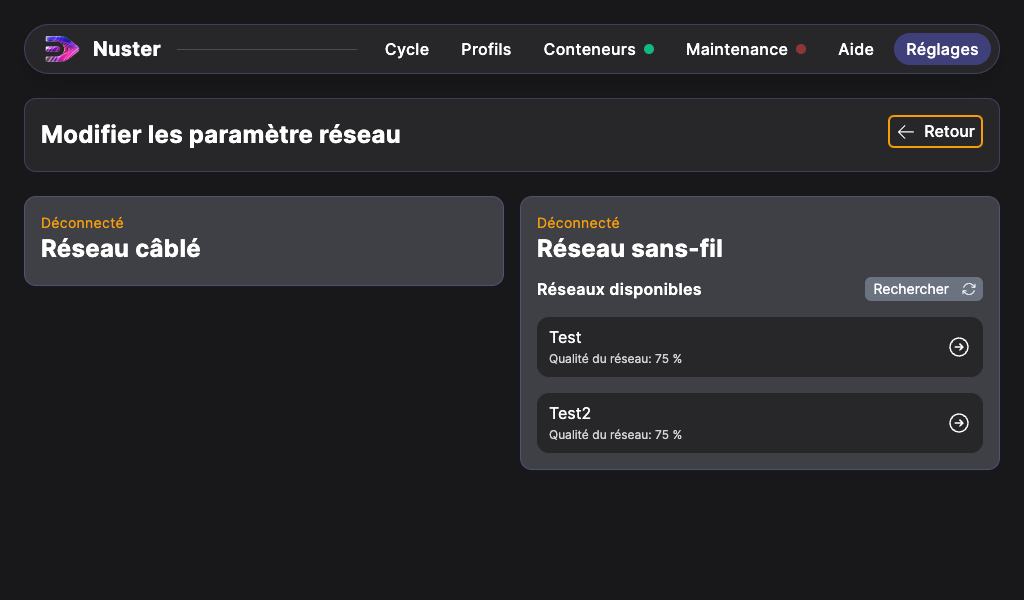 Nuster
Cycle
Profils
Conteneurs
Maintenance
Aide
Réglages
Modifier les paramètre réseau
Retour
Déconnecté
Réseau câblé
Déconnecté
Réseau sans-fil
Réseaux disponibles
Rechercher
Test
Qualité du réseau: 75 %
Test2
Qualité du réseau: 75 %